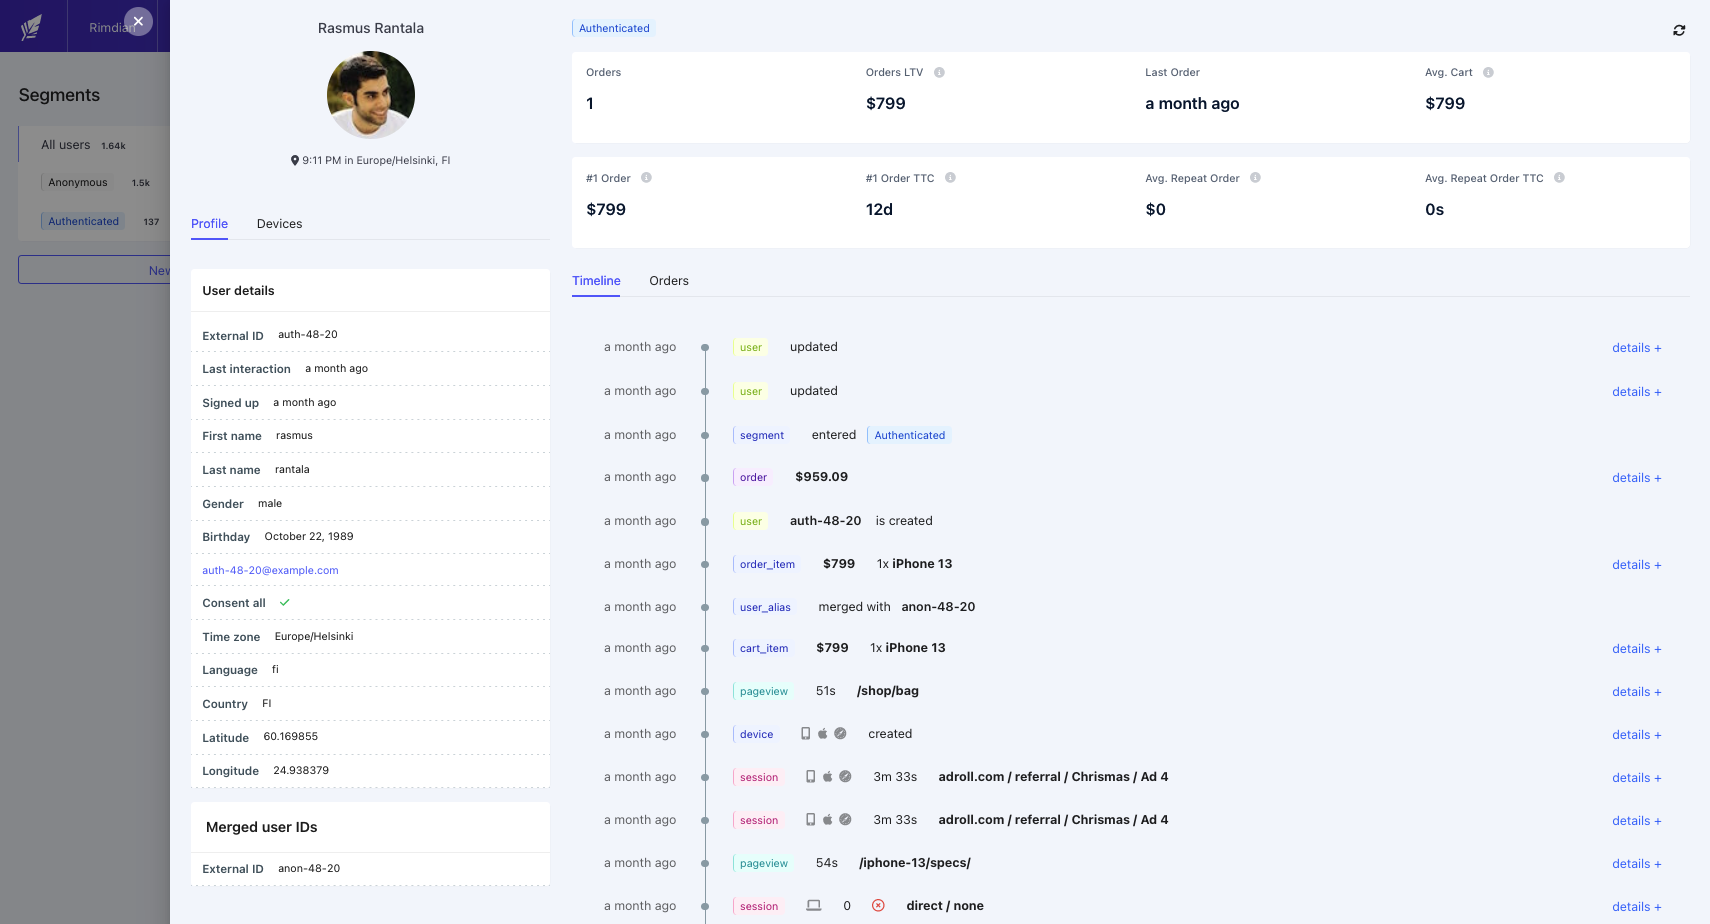 Rimdian
Segments
All users 1.64k
Anonymous 1.5k
Authenticated 137
Rasmus Rantala
9:11 PM in Europe/Helsinki, FI
Profile Devices
User details
External ID auth-48-20
Last interaction a month ago
Signed up a month ago
First name rasmus
Last name rantala
Gender male
Birthday October 22, 1989
auth-48-20@example.com
Consent all
Time zone Europe/Helsinki
Language fi
Country FI
Latitude 60.169855
Longitude 24.938379
Merged user IDs
External ID anon-48-20
Authenticated
Orders Orders LTV Last Order Avg. Cart
1 $799 a month ago $799
#1 Order #1 Order TTC Avg. Repeat Order Avg. Repeat Order TTC
$799 12d $0 0s
Timeline Orders
a month ago user updated details +
a month ago user updated details +
a month ago segment entered Authenticated
a month ago order $959.09 details +
a month ago user auth-48-20 is created
a month ago order_item $799 1x iPhone 13 details +
a month ago user_alias merged with anon-48-20
a month ago cart_item $799 1x iPhone 13 details +
a month ago pageview 51s /shop/bag details +
a month ago device created details +
a month ago session 3m 33s adroll.com / referral / Chrismas / Ad 4 details +
a month ago session 3m 33s adroll.com / referral / Chrismas / Ad 4 details +
a month ago pageview 54s /iphone-13/specs/ details +
a month ago session 0 direct / none details +